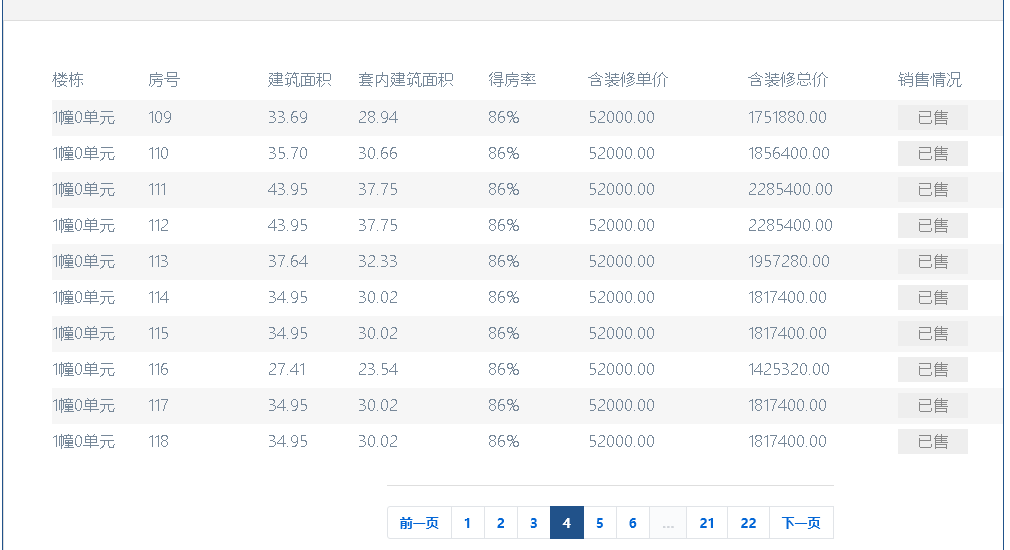 楼栋 房号 建筑面积 套内建筑面积 得房率 含装修单价 含装修总价 销售情况
1幢0单元 109 33.69 28.94 86% 52000.00 1751880.00 已售
1幢0单元 110 35.70 30.66 86% 52000.00 1856400.00 已售
1幢0单元 111 43.95 37.75 86% 52000.00 2285400.00 已售
1幢0单元 112 43.95 37.75 86% 52000.00 2285400.00 已售
1幢0单元 113 37.64 32.33 86% 52000.00 1957280.00 已售
1幢0单元 114 34.95 30.02 86% 52000.00 1817400.00 已售
1幢0单元 115 34.95 30.02 86% 52000.00 1817400.00 已售
1幢0单元 116 27.41 23.54 86% 52000.00 1425320.00 已售
1幢0单元 117 34.95 30.02 86% 52000.00 1817400.00 已售
1幢0单元 118 34.95 30.02 86% 52000.00 1817400.00 已售
前一页 1 2 3 4 5 6 ... 21 22 下一页